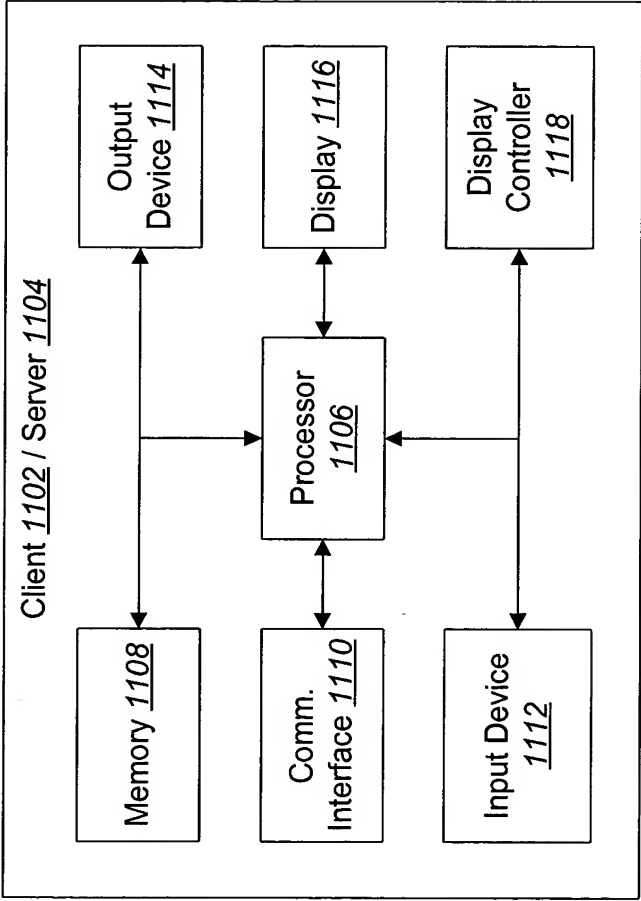 Client 1102 / Server 1104
Memory 1108
Output
Device 1114
Comm.
Interface 1110
Processor
1106
Display 1116
Input Device
1112
Display
Controller
1118